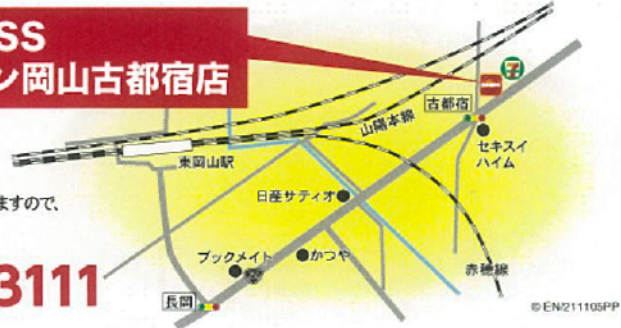 SS
ン岡山古都宿店
古都宿
山陽本線
セキスイ
ハイム
東岡山駅
ますので、
日産サティオ
ブックメイト
かつや
赤穂線
3111
長岡
©EN/211105PP